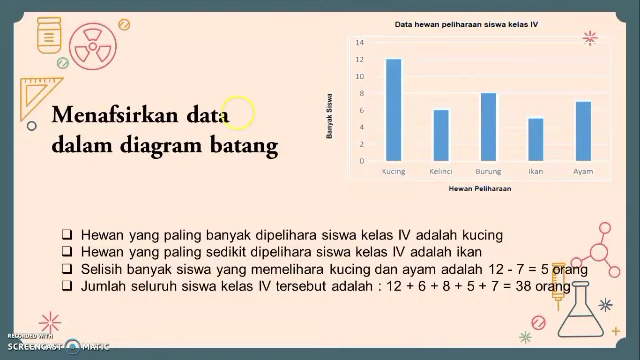 Menafsirkan data
dalam diagram batang
Data hewan peliharaan siswa kelas IV
14
12
10
8
6
4
2
0
Banyak Siswa
Kucing Kelinci Burung Ikan Ayam
Hewan Peliharaan
❑ Hewan yang paling banyak dipelihara siswa kelas IV adalah kucing
❑ Hewan yang paling sedikit dipelihara siswa kelas IV adalah ikan
❑ Selisih banyak siswa yang memelihara kucing dan ayam adalah 12 - 7 = 5 orang
❑ Jumlah seluruh siswa kelas IV tersebut adalah : 12 + 6 + 8 + 5 + 7 = 38 orang
RECORDED WITH
SCREENCAST MATIC